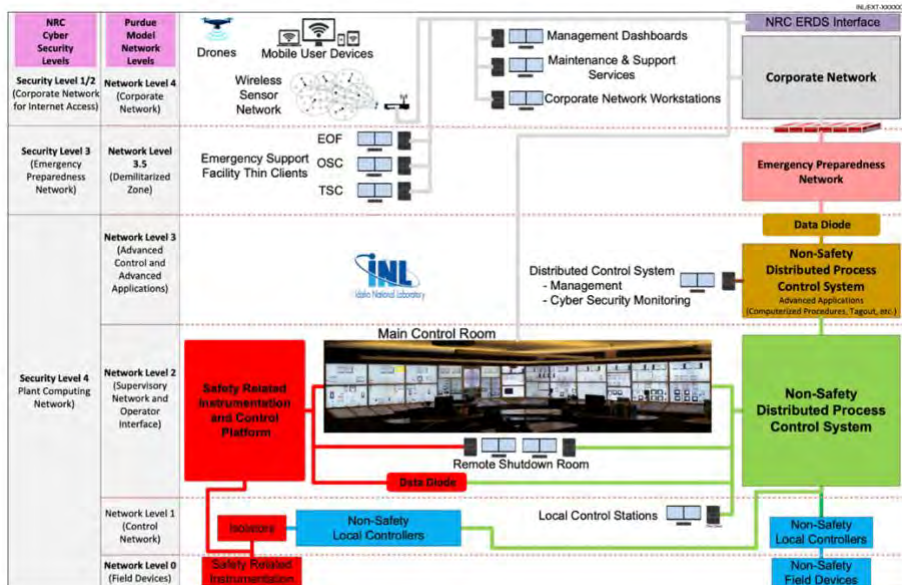 INL/EXT-XXXXX
NRC
Cyber
Security
Levels
Purdue
Model
Network
Levels
Drones
Mobile User Devices
Management Dashboards
NRC ERDS Interface
Security Level 1/2
(Corporate Network
for Internet Access)
Network Level 4
(Corporate
Network)
Wireless
Sensor
Network
Maintenance & Support
Services
Corporate Network Workstations
Corporate Network
Security Level 3
(Emergency
Preparedness
Network)
Network Level
3.5
(Demilitarized
Zone)
Emergency Support
Facility Thin Clients
EOF
OSC
TSC
Emergency Preparedness
Network
Data Diode
Network Level 3
(Advanced
Control and
Advanced
Applications)
INL
Idaho National Laboratory
Distributed Control System
- Management
- Cyber Security Monitoring
Non-Safety
Distributed Process
Control System
Advanced Applications
(Computerized Procedures, Tagout, etc.)
Security Level 4
Plant Computing
Network)
Network Level 2
(Supervisory
Network and
Operator
Interface)
Main Control Room
Safety Related
Instrumentation
and Control
Platform
Non-Safety
Distributed Process
Control System
Remote Shutdown Room
Data Diode
Network Level 1
(Control
Network)
Isolators
Non-Safety
Local Controllers
Local Control Stations
Non-Safety
Local Controllers
Network Level 0
(Field Devices)
Safety Related
Instrumentation
Non-Safety
Field Devices